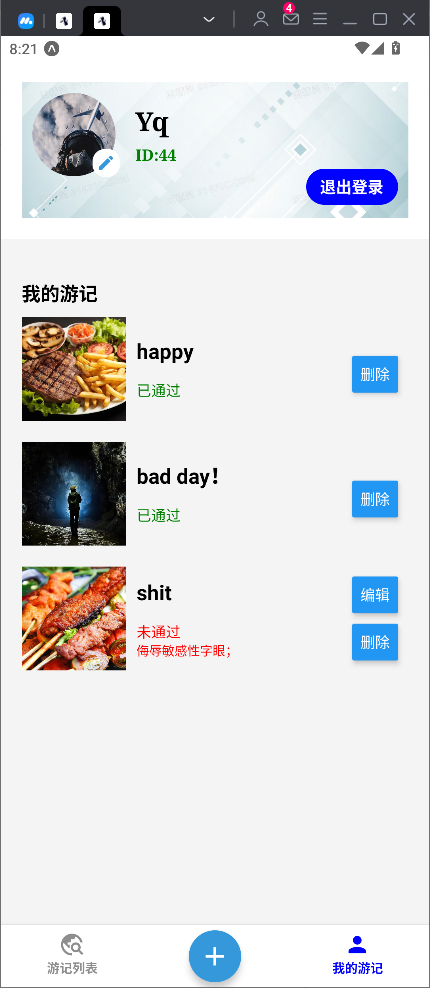 4
8:21
Yq
ID:44
退出登录
我的游记
happy
已通过
删除
bad day！
已通过
删除
shit
编辑
未通过
侮辱敏感性字眼；
删除
游记列表
我的游记